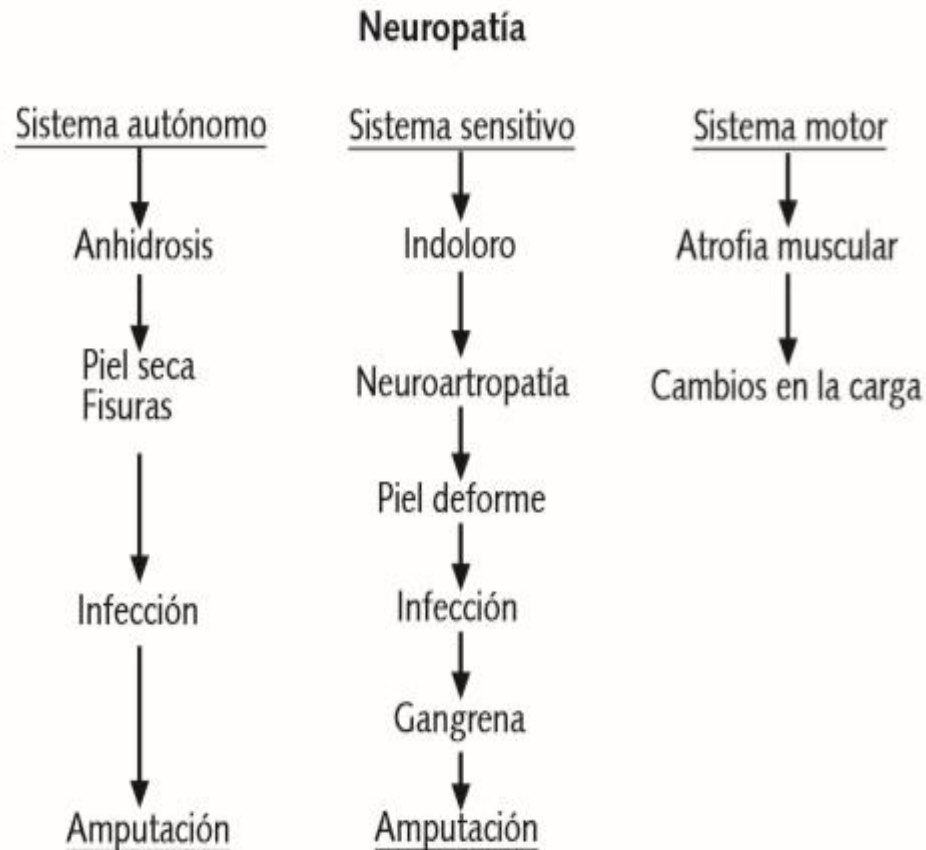 Neuropatía
Sistema autónomo
Sistema sensitivo
Sistema motor
Anhidrosis
Indoloro
Atrofia muscular
Piel seca
Fisuras
Neuroartropatía
Cambios en la carga
Piel deforme
Infección
Infección
Gangrena
Amputación
Amputación